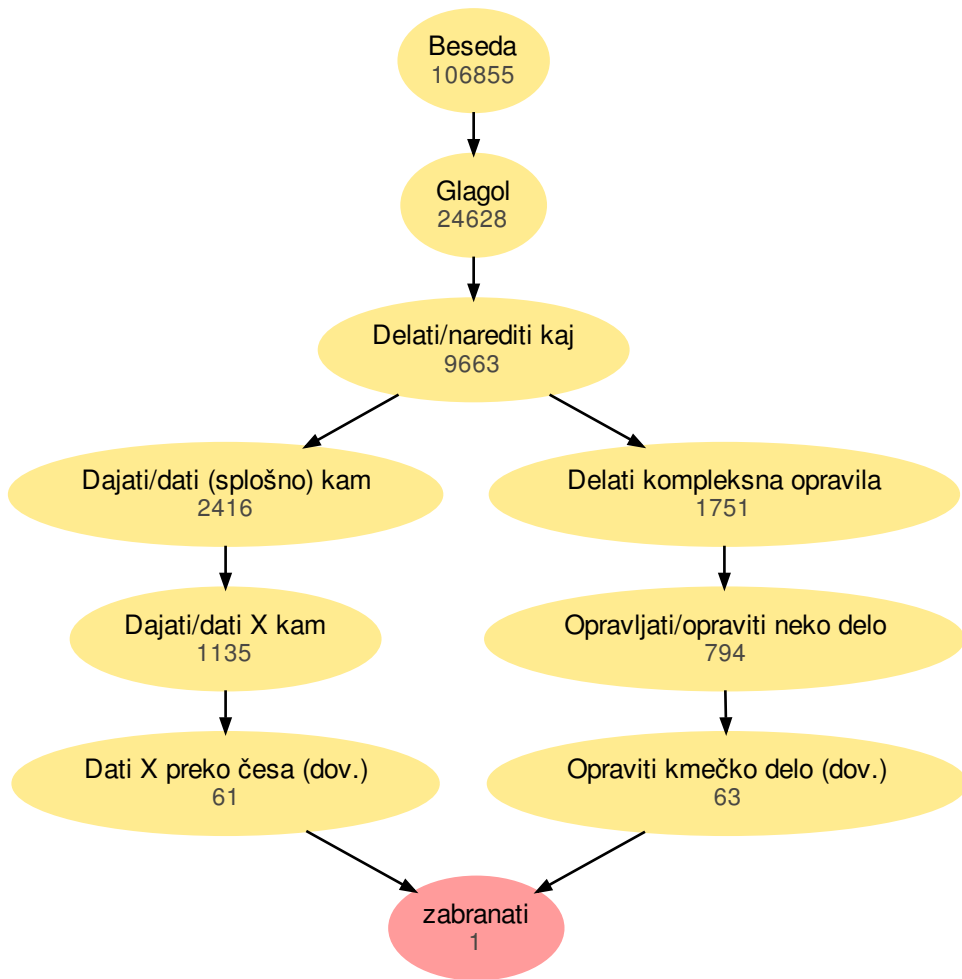 Beseda
106855
Glagol
24628
Delati/narediti kaj
9663
Dajati/dati (splošno) kam
2416
Delati kompleksna opravila
1751
Dajati/dati X kam
1135
Opravljati/opraviti neko delo
794
Dati X preko česa (dov.)
61
Opraviti kmečko delo (dov.)
63
zabranati
1